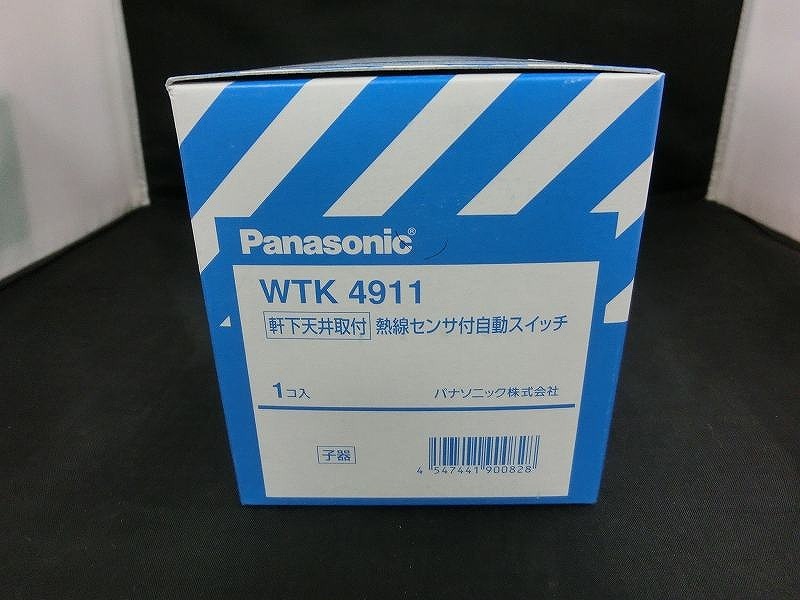 Panasonic®
WTK 4911
軒下天井取付 熱線センサ付自動スイッチ
1コ入 パナソニック株式会社
子器
4 547441 900828